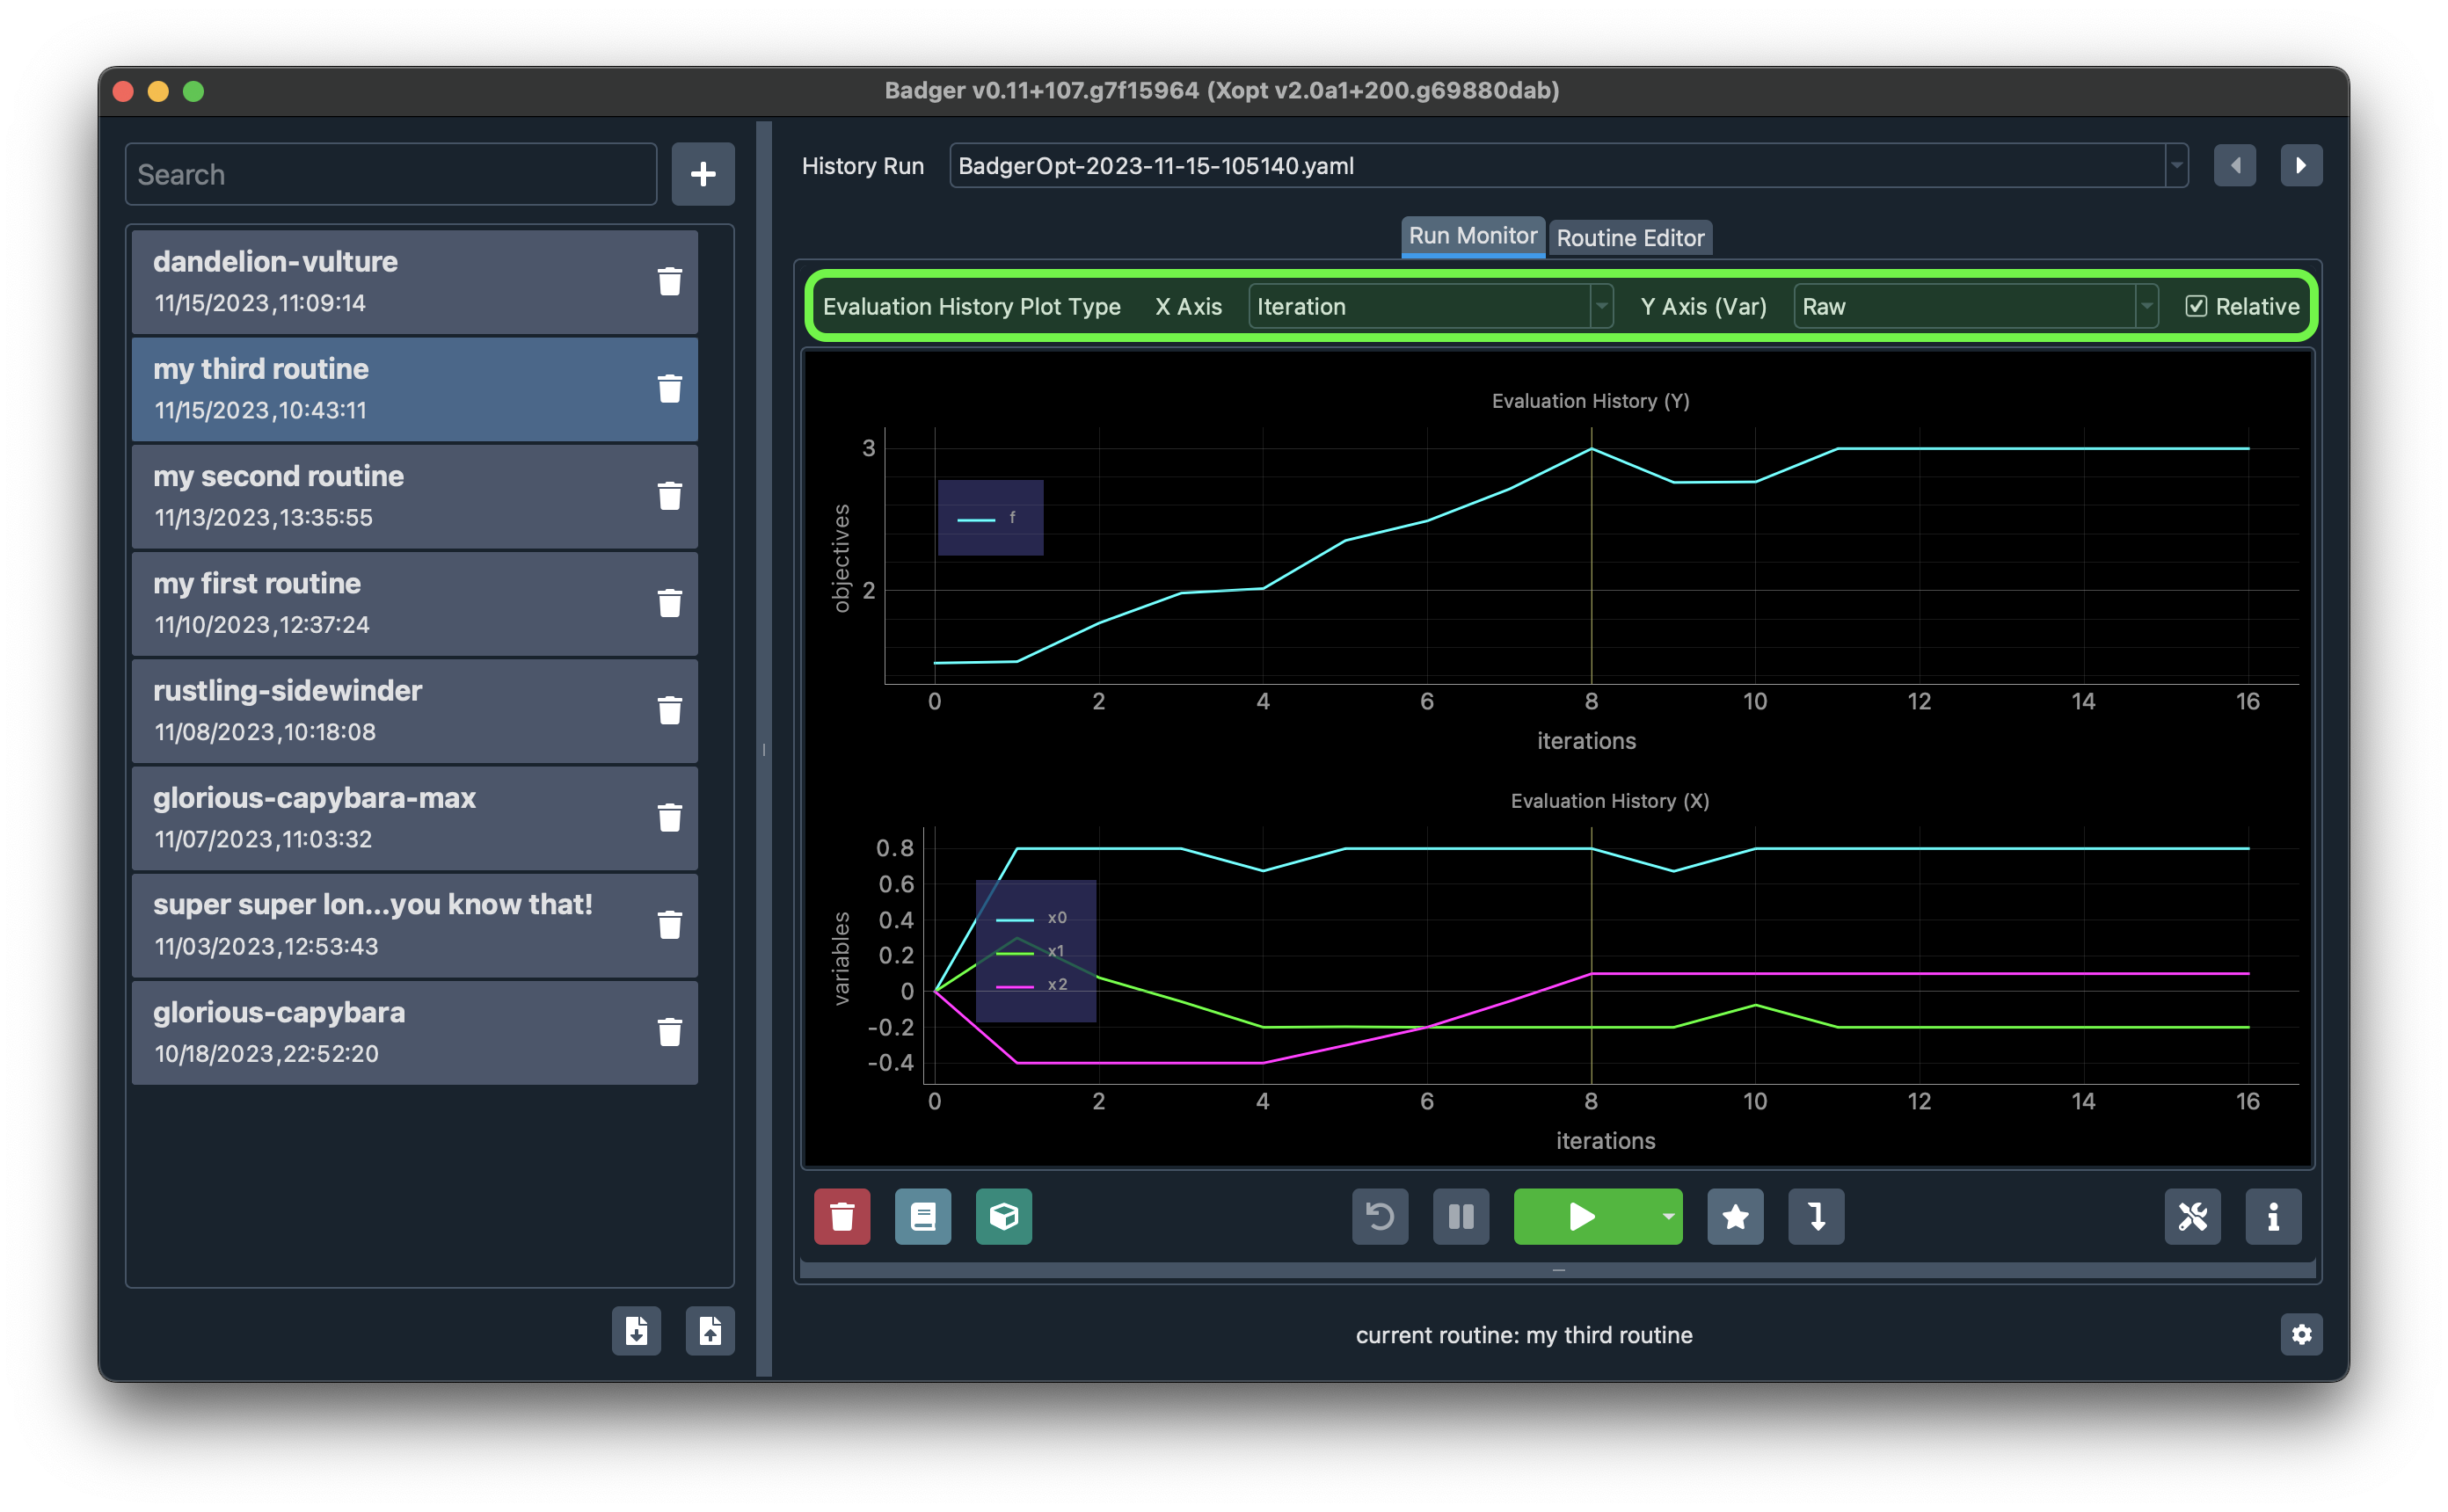 Badger v0.11+107.g7f15964 (Xopt v2.0a1+200.g69880dab)
Search
dandelion-vulture
11/15/2023,11:09:14
my third routine
11/15/2023,10:43:11
my second routine
11/13/2023,13:35:55
my first routine
11/10/2023,12:37:24
rustling-sidewinder
11/08/2023,10:18:08
glorious-capybara-max
11/07/2023,11:03:32
super super lon...you know that!
11/03/2023,12:53:43
glorious-capybara
10/18/2023,22:52:20
History Run BadgerOpt-2023-11-15-105140.yaml
Run Monitor Routine Editor
Evaluation History Plot Type X Axis Iteration Y Axis (Var) Raw Relative
Evaluation History (Y)
objectives
3
2
f
0 2 4 6 8 10 12 14 16
iterations
Evaluation History (X)
variables
0.8
0.6
0.4
0.2
0
-0.2
-0.4
x0
x1
x2
0 2 4 6 8 10 12 14 16
iterations
current routine: my third routine